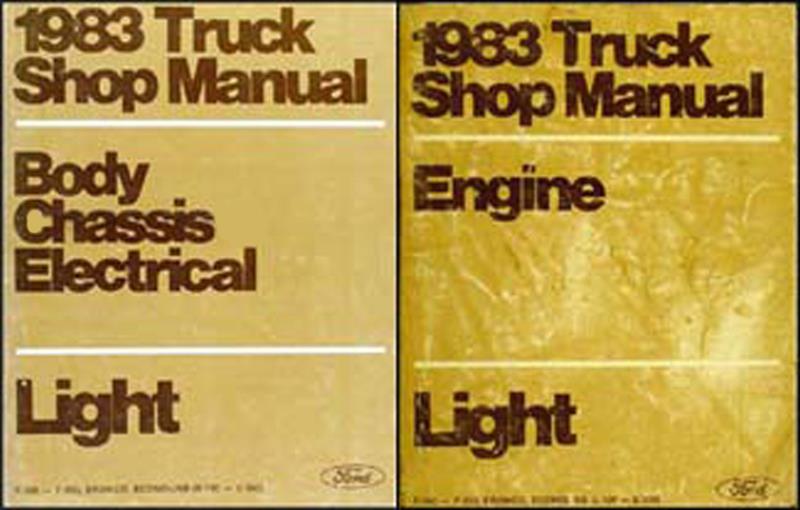 1983 Truck
Shop Manual
Body
Chassis
Electrical
Light
Ford
1983 Truck
Shop Manual
Engine
Light
Ford